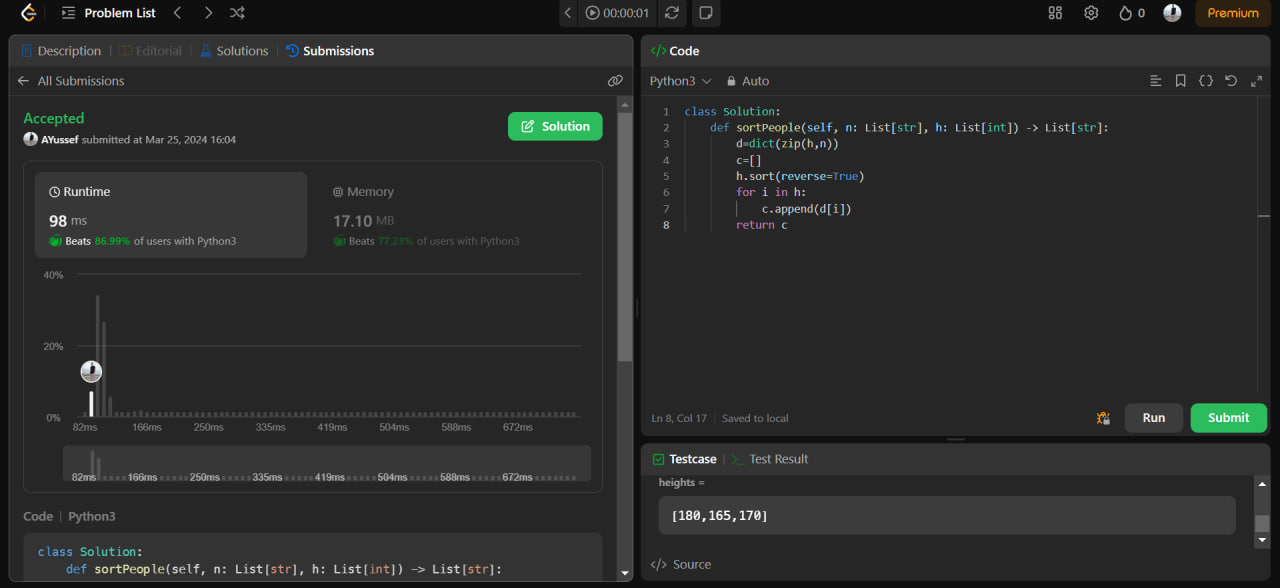 Problem List
00:00:01
0
Premium
Description | Editorial | Solutions | Submissions
All Submissions
Accepted
AYussef submitted at Mar 25, 2024 16:04
Solution
Runtime
98 ms
Beats 86.99% of users with Python3
Memory
17.10 MB
Beats 77.23% of users with Python3
40%
20%
0%
82ms 166ms 250ms 335ms 419ms 504ms 588ms 672ms
82ms 166ms 250ms 335ms 419ms 504ms 588ms 672ms
Code | Python3
class Solution:
def sortPeople(self, n: List[str], h: List[int]) -> List[str]:
</> Code
Python3 Auto
1 class Solution:
2 def sortPeople(self, n: List[str], h: List[int]) -> List[str]:
3 d=dict(zip(h,n))
4 c=[]
5 h.sort(reverse=True)
6 for i in h:
7 c.append(d[i])
8 return c
Ln 8, Col 17 | Saved to local
Run
Submit
Testcase | >_ Test Result
heights =
[180,165,170]
</> Source